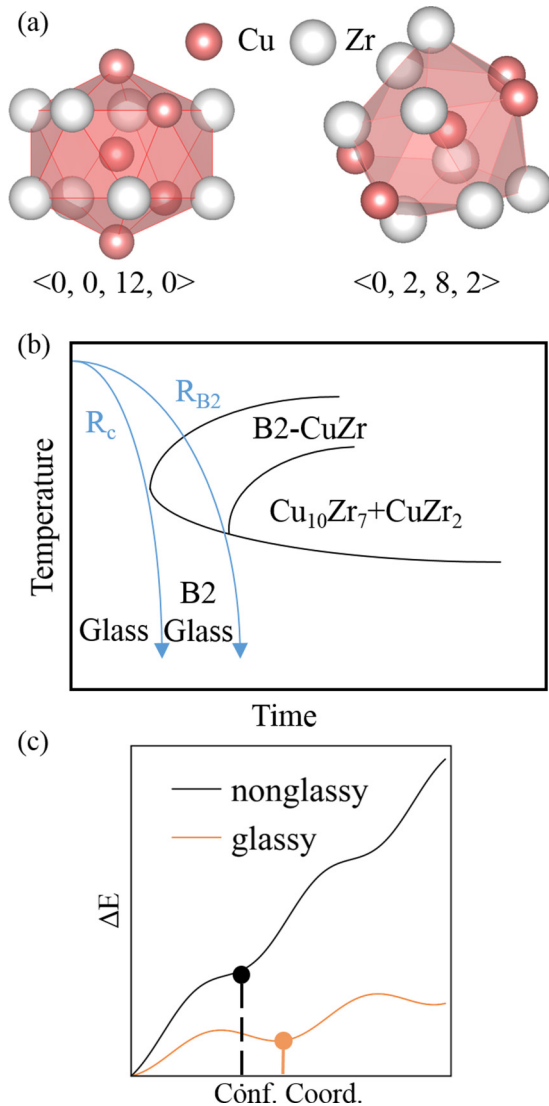 (a)
Cu Zr
<0, 0, 12, 0> <0, 2, 8, 2>
(b)
Temperature
R_c
R_B2
B2-CuZr
Cu₁₀Zr₇+CuZr₂
B2
Glass Glass
Time
(c)
nonglassy
glassy
ΔE
Conf. Coord.